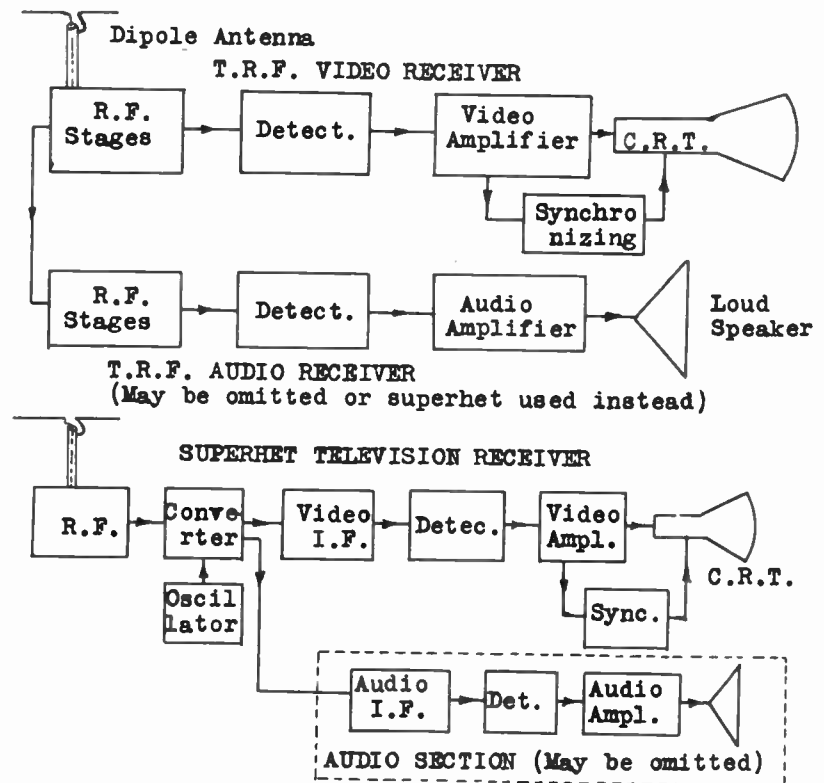 Dipole Antenna
T.R.F. VIDEO RECEIVER
R.F.
Stages
Detect.
Video
Amplifier
C.R.T.
Synchro
nizing
R.F.
Stages
Detect.
Audio
Amplifier
Loud
Speaker
T.R.F. AUDIO RECEIVER
(May be omitted or superhet used instead)
SUPERHET TELEVISION RECEIVER
R.F.
Conve
rter
Video
I.F.
Detec.
Video
Ampl.
C.R.T.
Oscil
lator
Sync.
Audio
I.F.
Det.
Audio
Ampl.
AUDIO SECTION (May be omitted)